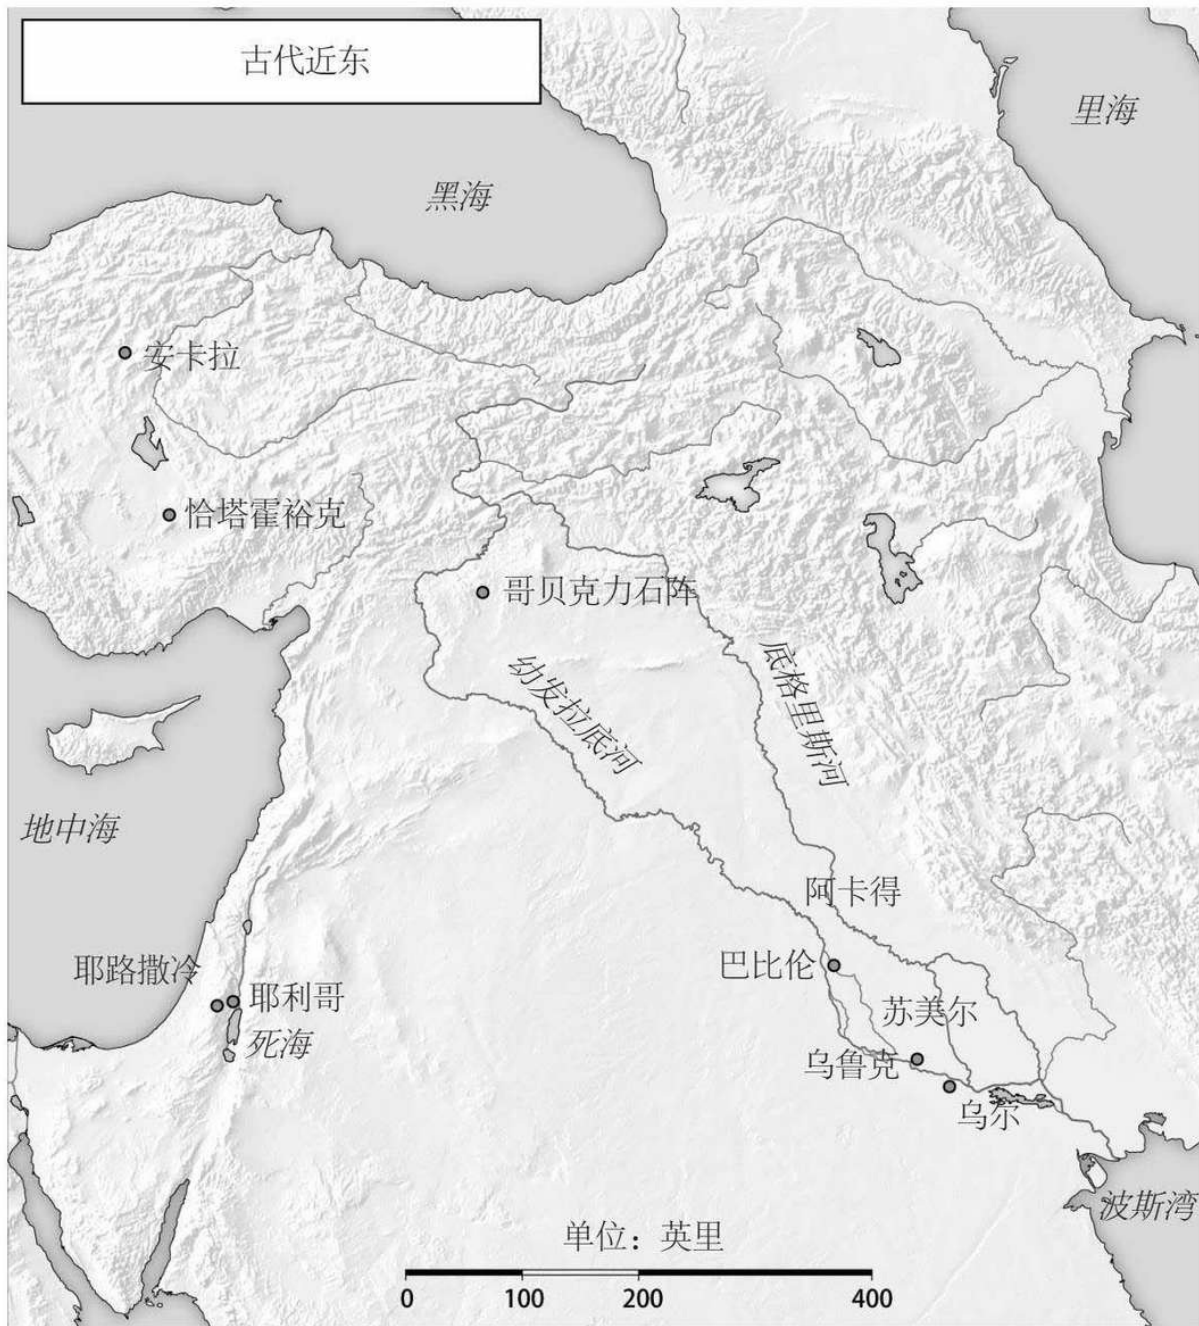 古代近东
里海
黑海
安卡拉
恰塔霍裕克
哥贝克力石阵
幼发拉底河
底格里斯河
地中海
阿卡得
耶路撒冷
耶利哥
死海
巴比伦
苏美尔
乌鲁克
乌尔
波斯湾
单位：英里
0 100 200 400